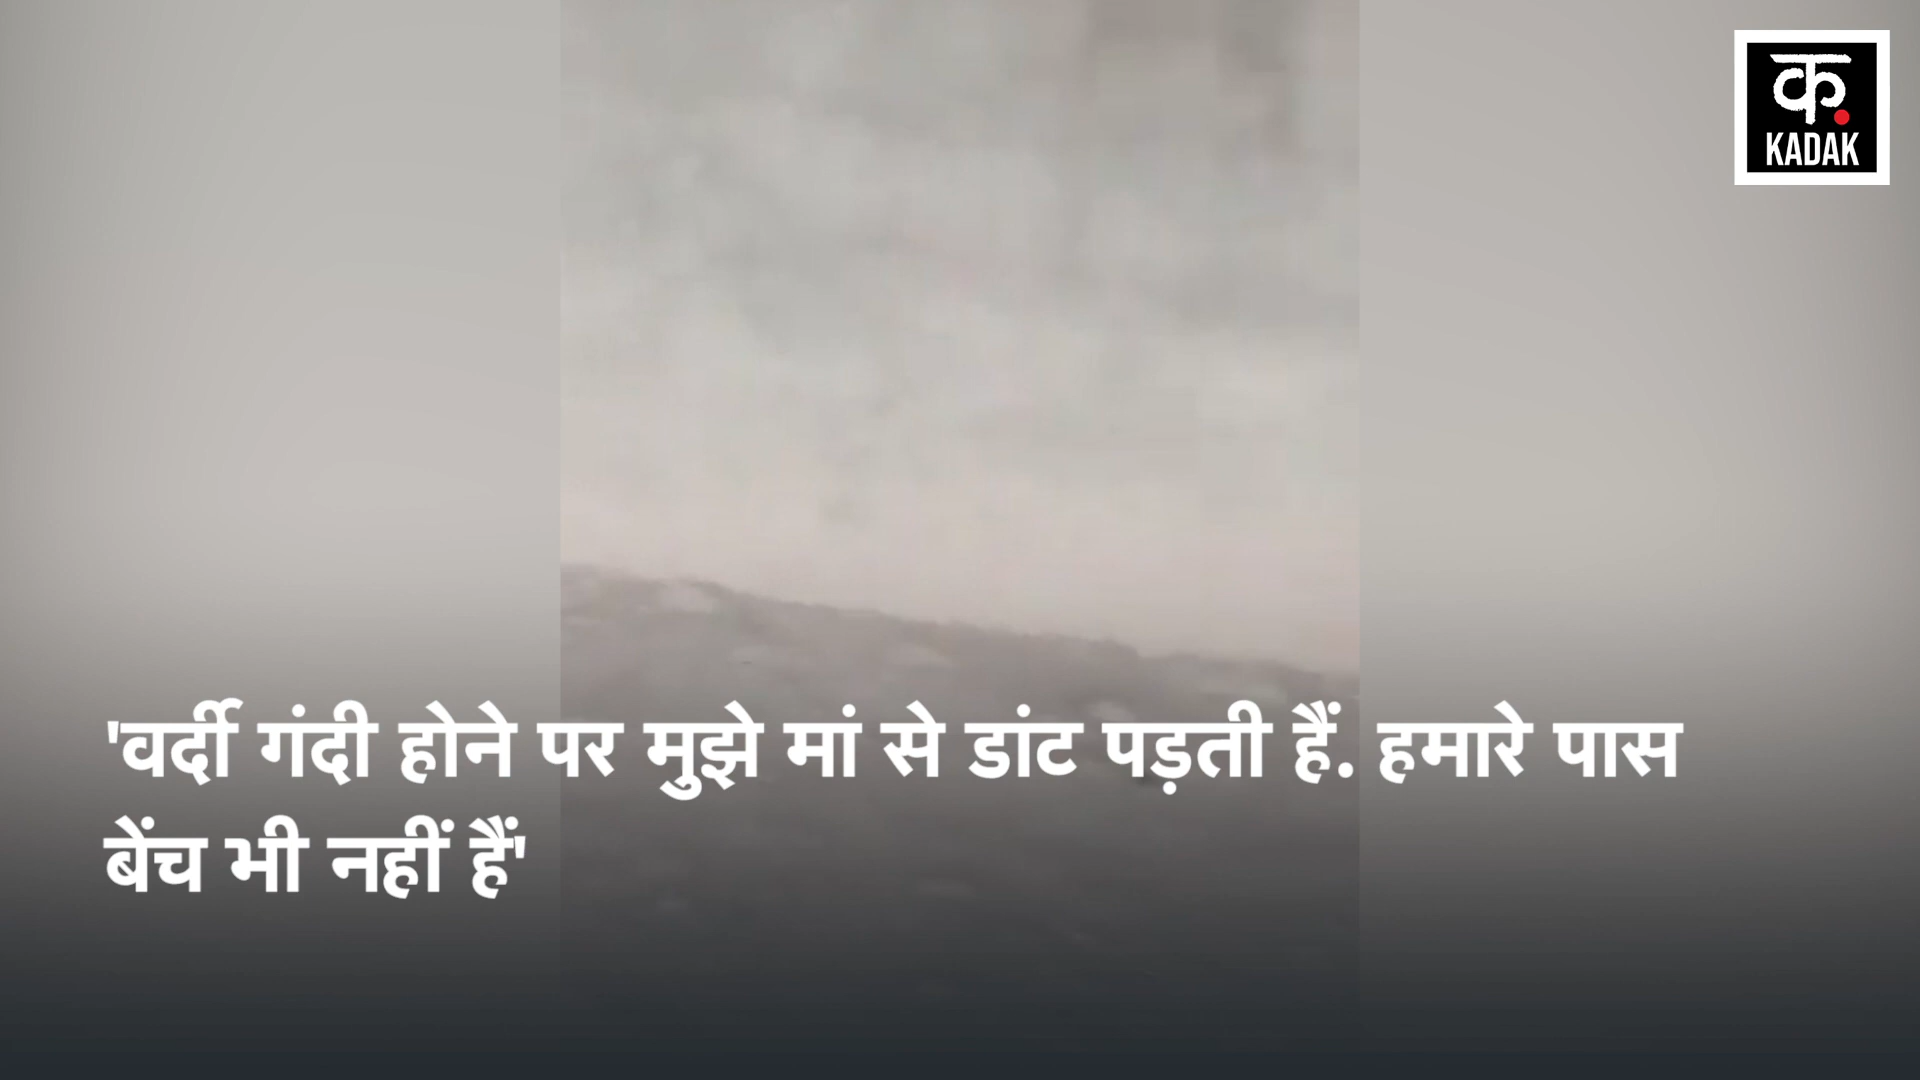 क.
KADAK
'वर्दी गंदी होने पर मुझे मां से डांट पड़ती हैं. हमारे पास
बेंच भी नहीं हैं'